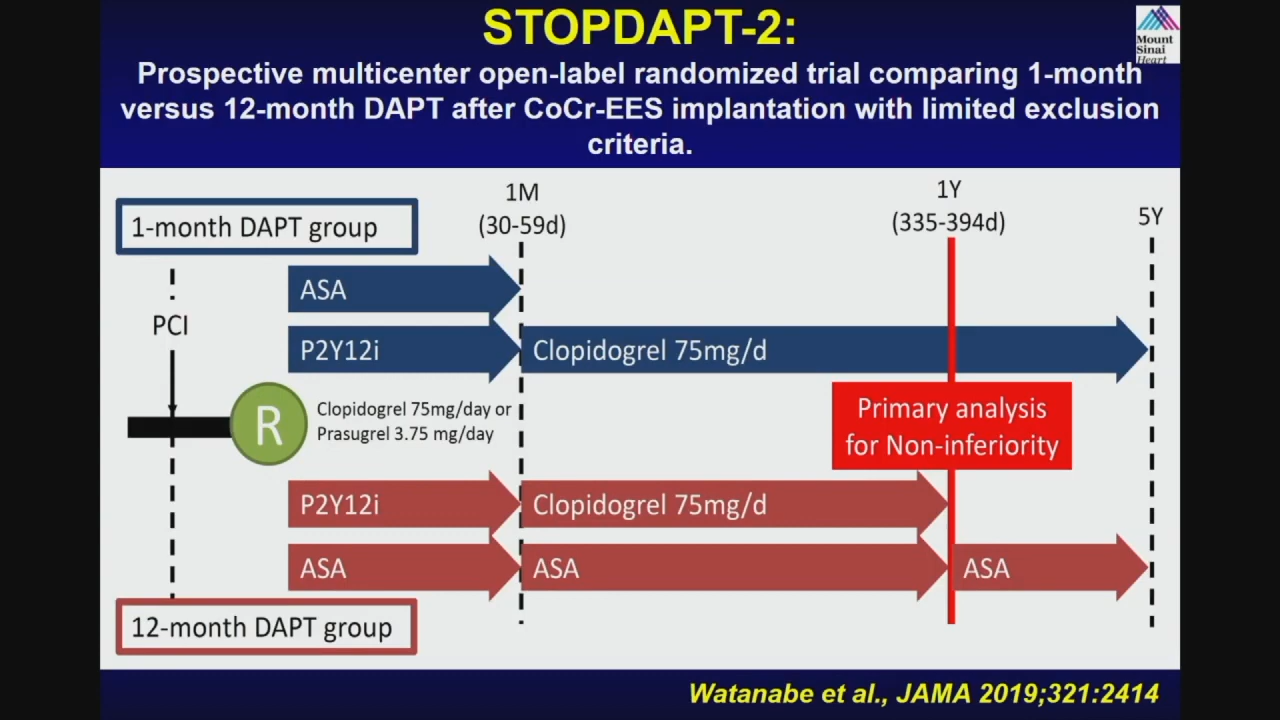 STOPDAPT-2:
Mount
Sinai
Heart
Prospective multicenter open-label randomized trial comparing 1-month
versus 12-month DAPT after CoCr-EES implantation with limited exclusion
criteria.
1M
(30-59d)
1Y
(335-394d)
5Y
1-month DAPT group
ASA
PCI
P2Y12i
Clopidogrel 75mg/d
R
Clopidogrel 75mg/day or
Prasugrel 3.75 mg/day
Primary analysis
for Non-inferiority
P2Y12i
Clopidogrel 75mg/d
ASA
ASA
ASA
12-month DAPT group
Watanabe et al., JAMA 2019;321:2414